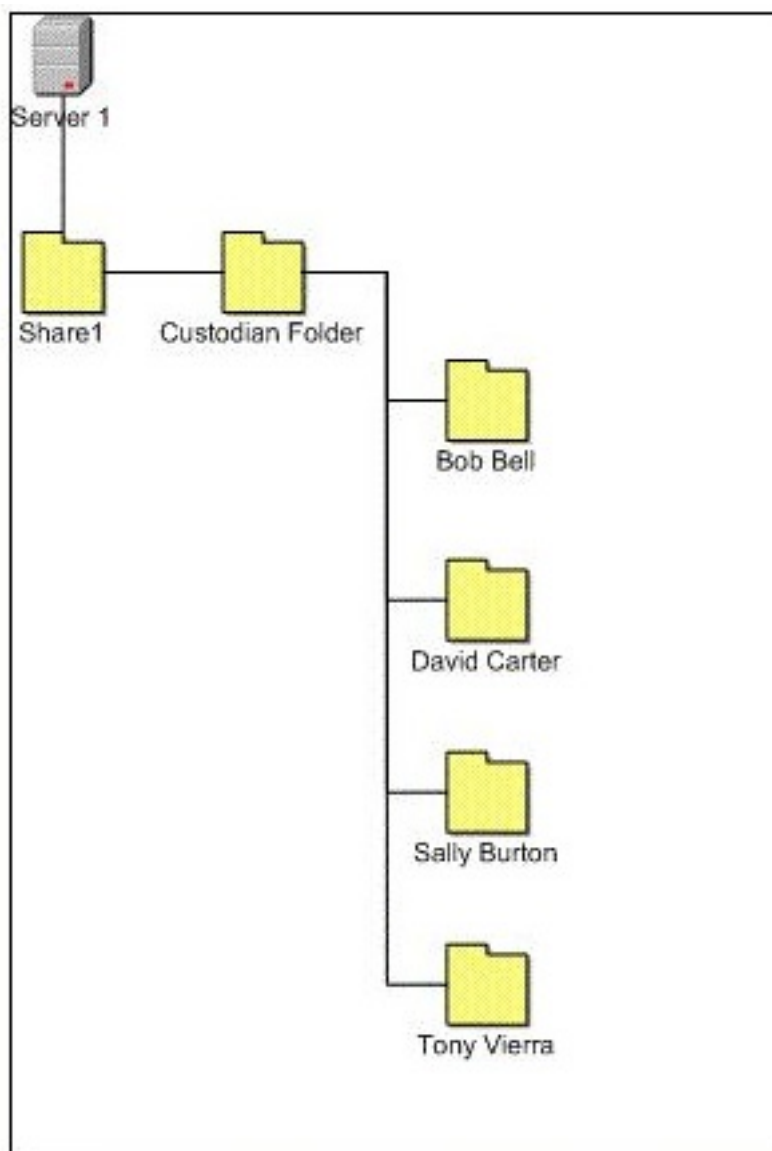 Server 1
Share1
Custodian Folder
Bob Bell
David Carter
Sally Burton
Tony Vierra